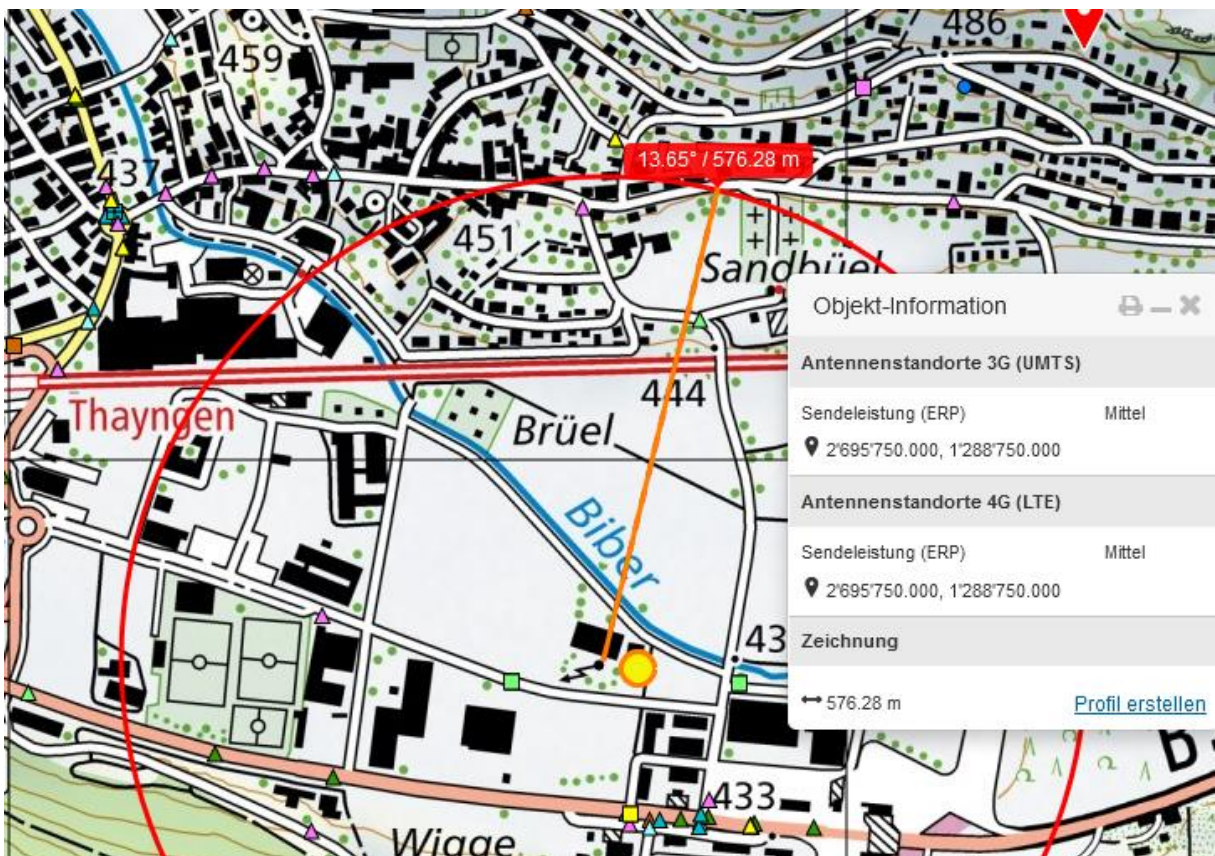 486
459
13.65° / 576.28 m
437
451
Sandbüel
Objekt-Information
Antennenstandorte 3G (UMTS)
Sendeleistung (ERP) Mittel
2'695'750.000, 1'288'750.000
444
Thayngen
Brüel
Antennenstandorte 4G (LTE)
Sendeleistung (ERP) Mittel
2'695'750.000, 1'288'750.000
Biber
43
Zeichnung
576.28 m Profil erstellen
B
433
Wigge